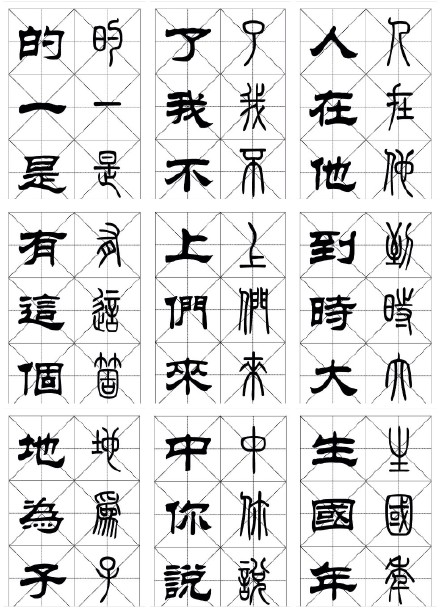 的 的 了 了 人 人
一 一 我 我 在 在
是 是 不 不 他 他
有 有 上 上 到 到
這 這 們 們 時 時
個 箇 來 來 大 大
地 地 中 中 生 生
為 為 你 你 國 國
子 子 說 說 年 年